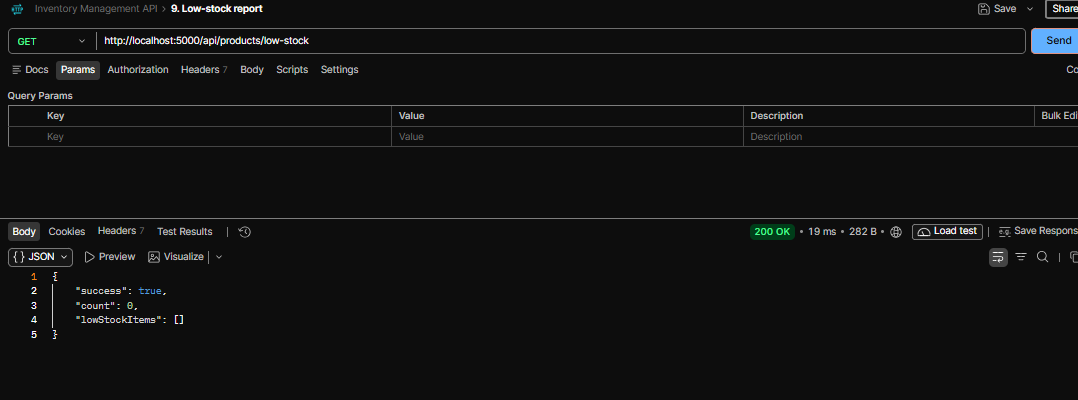 HTTP Inventory Management API > 9. Low-stock report Save Share
GET http://localhost:5000/api/products/low-stock Send
Docs Params Authorization Headers 7 Body Scripts Settings Co
Query Params
Key Value Description Bulk Edi
Key Value Description
Body Cookies Headers 7 Test Results | 200 OK • 19 ms • 282 B • Load test | e.g. Save Respons
{ } JSON Preview Visualize |
1 {
2 "success": true,
3 "count": 0,
4 "lowStockItems": []
5 }